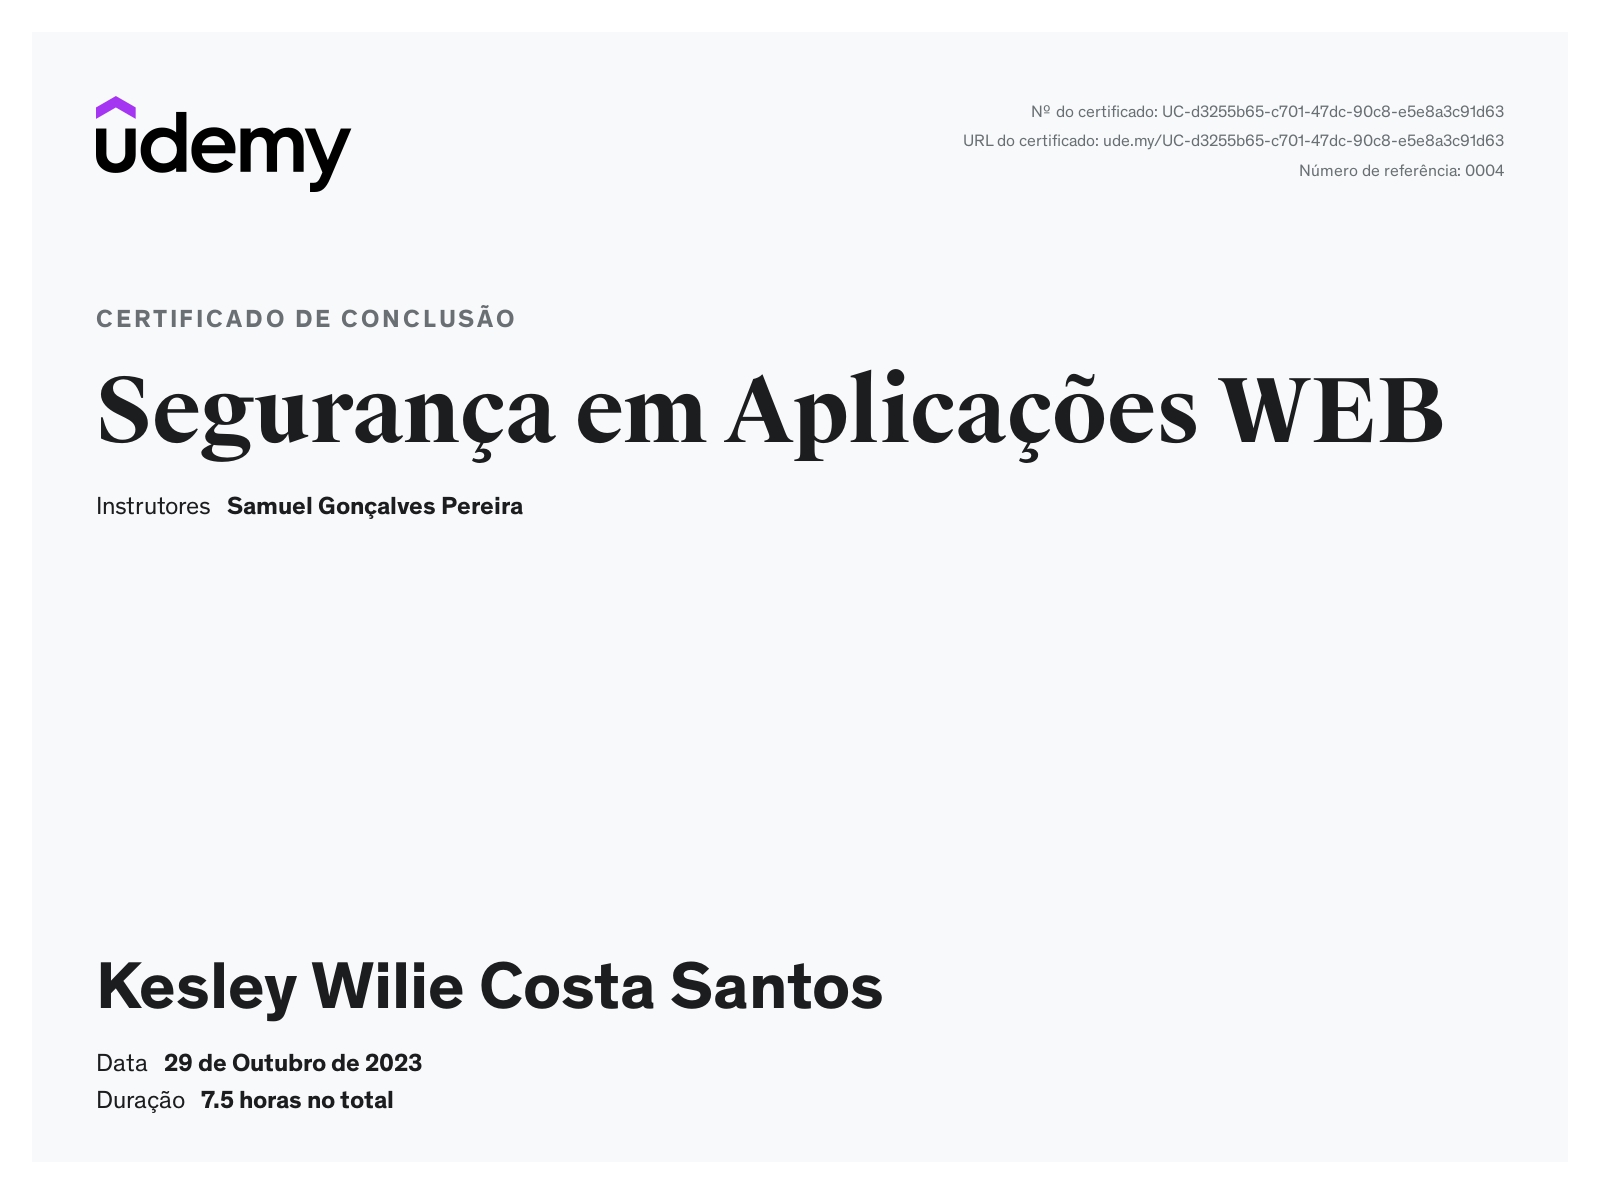 udemy
Nº do certificado: UC-d3255b65-c701-47dc-90c8-e5e8a3c91d63
URL do certificado: ude.my/UC-d3255b65-c701-47dc-90c8-e5e8a3c91d63
Número de referência: 0004
CERTIFICADO DE CONCLUSÃO
Segurança em Aplicações WEB
Instrutores Samuel Gonçalves Pereira
Kesley Wilie Costa Santos
Data 29 de Outubro de 2023
Duração 7.5 horas no total